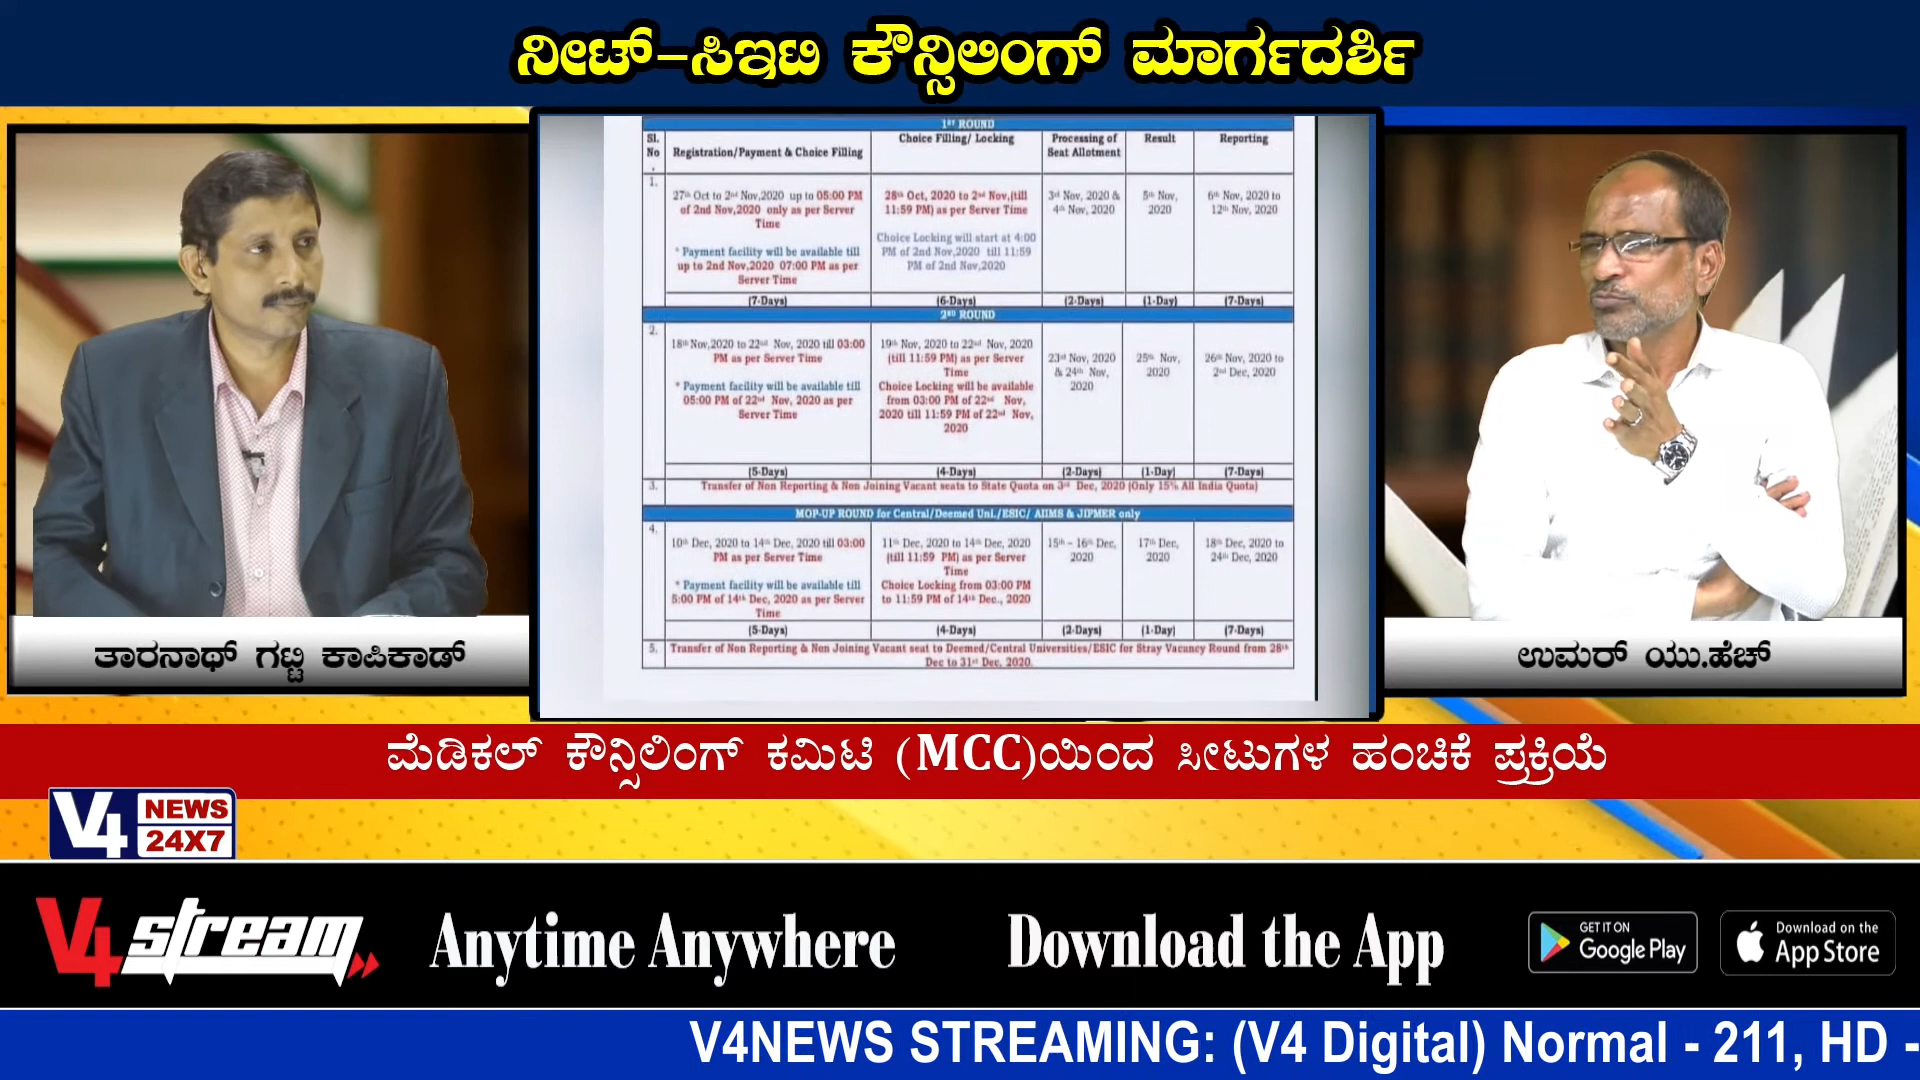 ನೀಟ್-ಸಿಇಟಿ ಕೌನ್ಸಿಲಿಂಗ್ ಮಾರ್ಗದರ್ಶಿ
1ST ROUND
Sl. No. Registration/Payment & Choice Filling Choice Filling/ Locking Processing of Seat Allotment Result Reporting
1.
27th Oct to 2nd Nov,2020 up to 05:00 PM
of 2nd Nov,2020 only as per Server
Time
* Payment facility will be available till
up to 2nd Nov,2020 07:00 PM as per
Server Time
28th Oct, 2020 to 2nd Nov,(till
11:59 PM) as per Server Time
Choice Locking will start at 4:00
PM of 2nd Nov,2020 till 11:59
PM of 2nd Nov,2020
3rd Nov, 2020 &
4th Nov, 2020
5th Nov,
2020
6th Nov, 2020 to
12th Nov, 2020
(7-Days) (6-Days) (2-Days) (1-Day) (7-Days)
2ND ROUND
2.
18th Nov,2020 to 22nd Nov, 2020 till 03:00
PM as per Server Time
* Payment facility will be available till
05:00 PM of 22nd Nov, 2020 as per
Server Time
19th Nov, 2020 to 22nd Nov, 2020
(till 11:59 PM) as per Server
Time
Choice Locking will be available
from 03:00 PM of 22nd Nov,
2020 till 11:59 PM of 22nd Nov,
2020
23rd Nov, 2020
& 24th Nov,
2020
25th Nov,
2020
26th Nov, 2020 to
2nd Dec, 2020
(5-Days) (4-Days) (2-Days) (1-Day) (7-Days)
3. Transfer of Non Reporting & Non Joining Vacant seats to State Quota on 3rd Dec, 2020 (Only 15% All India Quota)
MOP-UP ROUND for Central/Deemed Uni./ESIC/ AIIMS & JIPMER only
4.
10th Dec, 2020 to 14th Dec, 2020 till 03:00
PM as per Server Time
* Payment facility will be available till
5:00 PM of 14th Dec, 2020 as per Server
Time
11th Dec, 2020 to 14th Dec, 2020
(till 11:59 PM) as per Server
Time
Choice Locking from 03:00 PM
to 11:59 PM of 14th Dec., 2020
15th - 16th Dec,
2020
17th Dec,
2020
18th Dec, 2020 to
24th Dec, 2020
(5-Days) (4-Days) (2-Days) (1-Day) (7-Days)
5. Transfer of Non Reporting & Non Joining Vacant seat to Deemed/Central Universities/ESIC for Stray Vacancy Round from 28th
Dec to 31st Dec, 2020.
ತಾರನಾಥ್ ಗಟ್ಟಿ ಕಾಪಿಕಾಡ್
ಉಮರ್ ಯು.ಹೆಚ್
ಮೆಡಿಕಲ್ ಕೌನ್ಸಿಲಿಂಗ್ ಕಮಿಟಿ (MCC)ಯಿಂದ ಸೀಟುಗಳ ಹಂಚಿಕೆ ಪ್ರಕ್ರಿಯೆ
V4 NEWS
24X7
V4 stream Anytime Anywhere Download the App
GET IT ON
Google Play
Download on the
App Store
V4NEWS STREAMING: (V4 Digital) Normal - 211, HD -